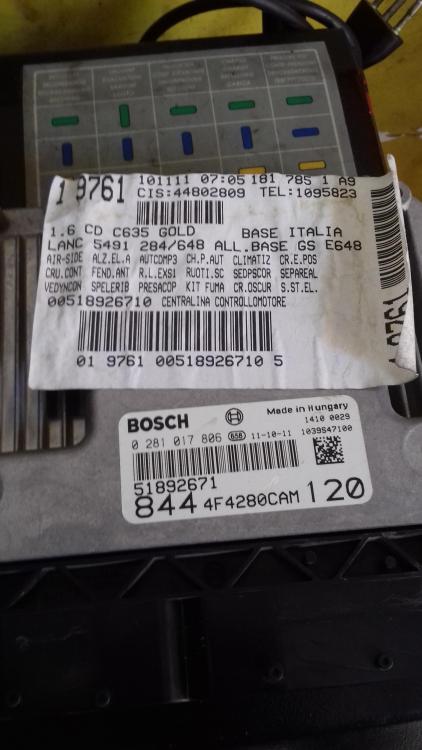 1 9761 101111 07:05 181 785 1 A9
CIS:44802809 TEL:1095823
1.6 CD C635 GOLD BASE ITALIA
LANC 5491 284/648 ALL.BASE GS E648
AIR-SIDE ALZ.EL.A AUTCOMP3 CH.P.AUT CLIMATIZ CR.E.POS
CRU.CONT FEND.ANT R.L.EXS1 RUOTI.SC SEDPSCOR SEPAREAL
VEDYNCON SPELERIB PRESACOP KIT FUMA CR.OSCUR S.ST.EL.
00518926710 CENTRALINA CONTROLLOMOTORE
01 9761 00518926710 5
1 9761
BOSCH
Made in Hungary
0 281 017 806 658 11-10-11
1410 0029
1039S47100
51892671
844 4F4280CAM 120